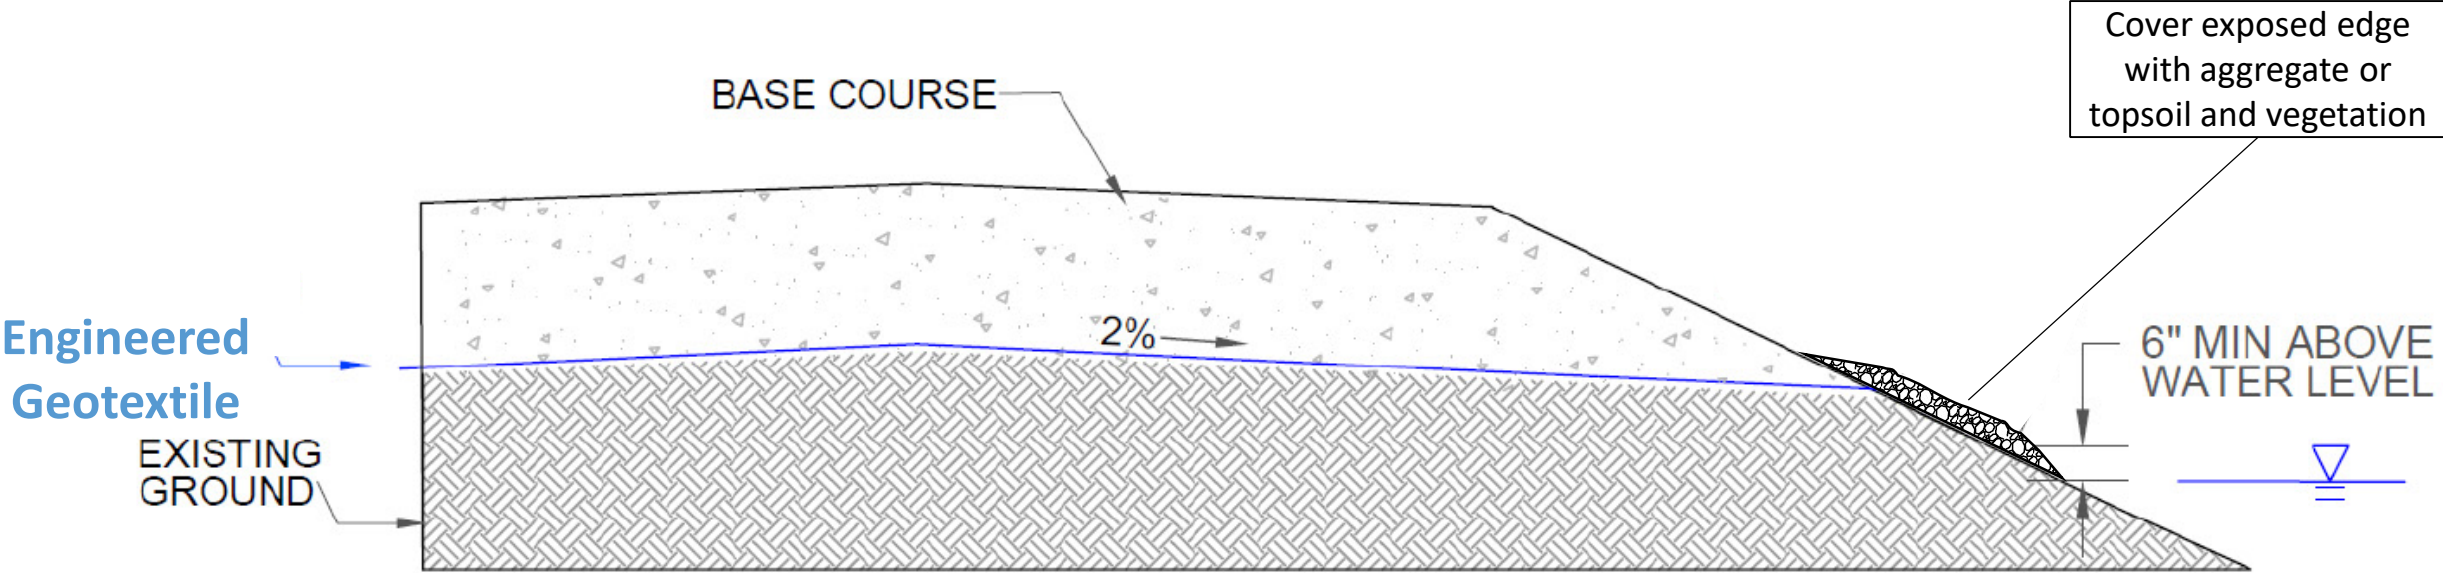 Cover exposed edge
with aggregate or
topsoil and vegetation
BASE COURSE
2%
Engineered
Geotextile
6" MIN ABOVE
WATER LEVEL
EXISTING
GROUND